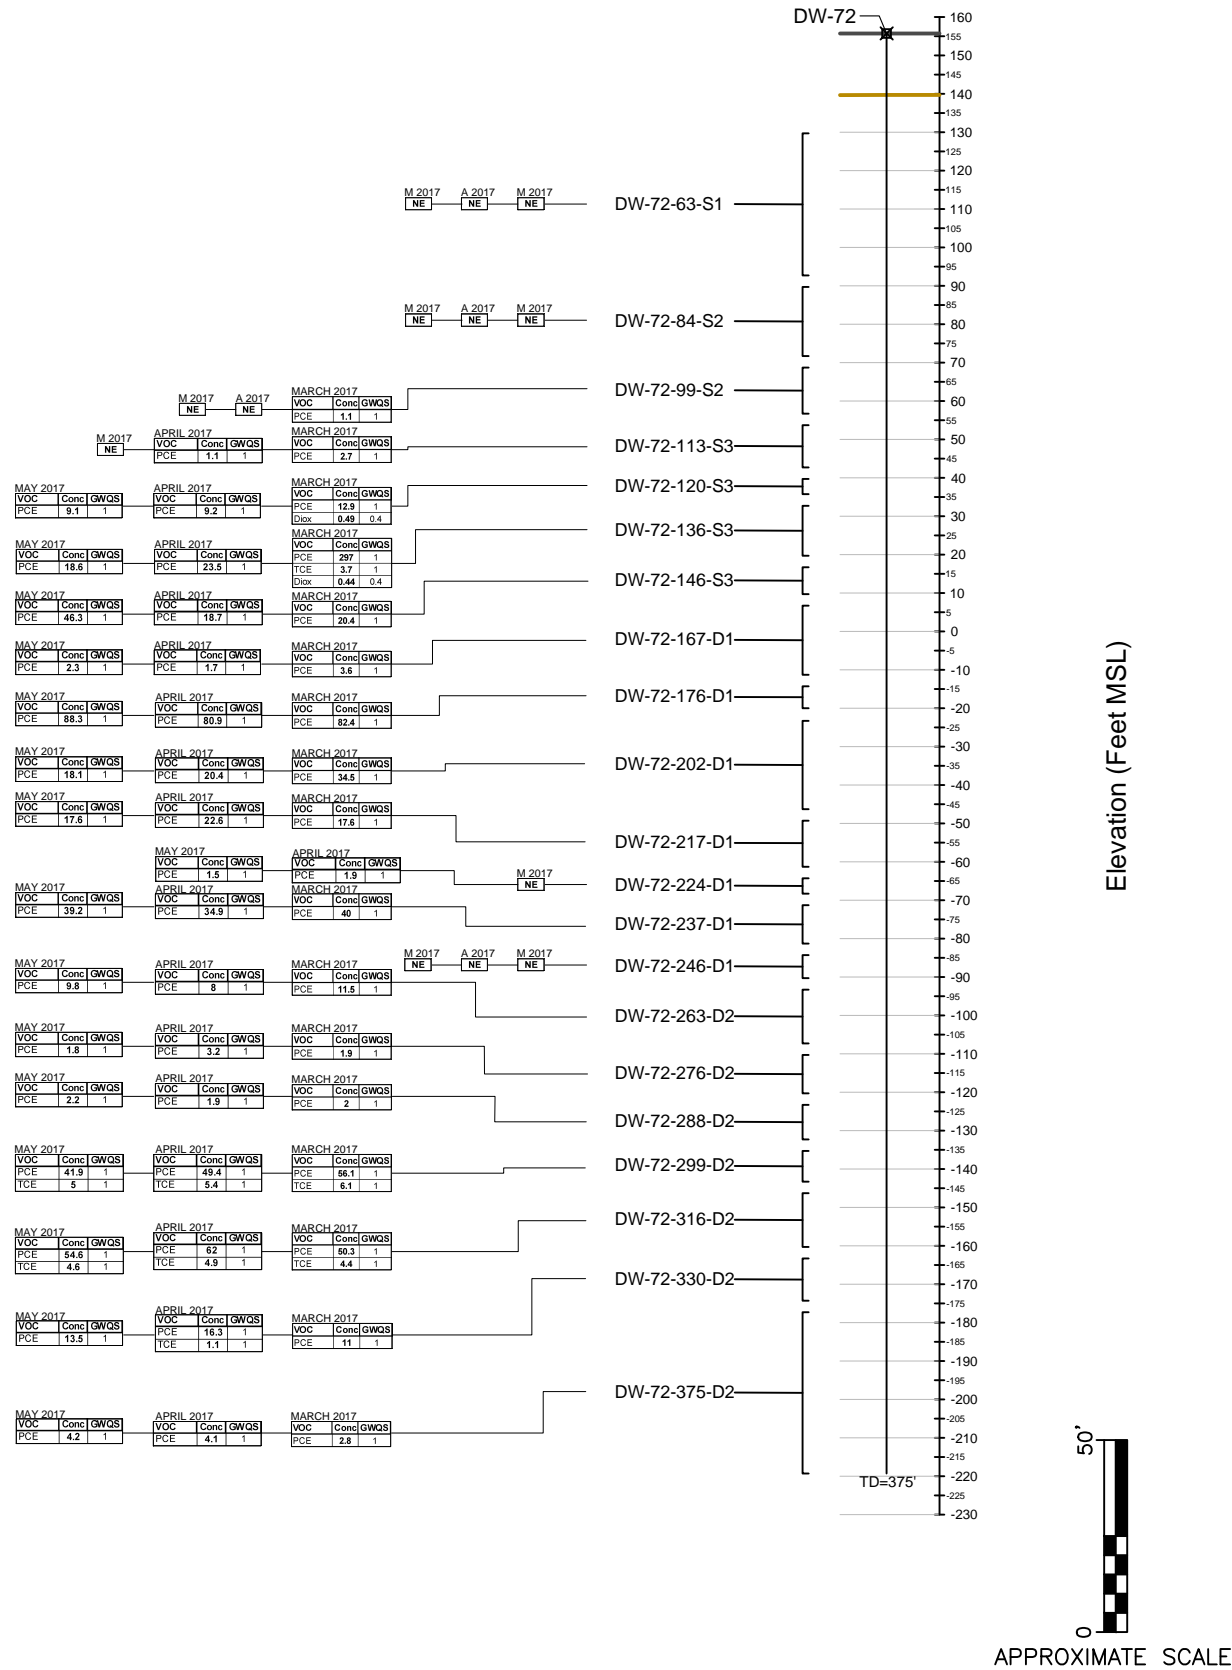 DW-72
160
155
150
145
140
135
130
125
120
115
110
105
100
95
90
85
80
75
70
65
60
55
50
45
40
35
30
25
20
15
10
5
0
-5
-10
-15
-20
-25
-30
-35
-40
-45
-50
-55
-60
-65
-70
-75
-80
-85
-90
-95
-100
-105
-110
-115
-120
-125
-130
-135
-140
-145
-150
-155
-160
-165
-170
-175
-180
-185
-190
-195
-200
-205
-210
-215
-220
-225
-230
TD=375'
Elevation (Feet MSL)
M 2017 A 2017 M 2017
NE NE NE DW-72-63-S1
M 2017 A 2017 M 2017
NE NE NE DW-72-84-S2
M 2017 A 2017 MARCH 2017
NE NE VOC Conc GWQS DW-72-99-S2
PCE 1.1 1
M 2017 APRIL 2017 MARCH 2017
NE VOC Conc GWQS VOC Conc GWQS DW-72-113-S3
PCE 1.1 1 PCE 2.7 1
MAY 2017 APRIL 2017 MARCH 2017
VOC Conc GWQS VOC Conc GWQS VOC Conc GWQS DW-72-120-S3
PCE 9.1 1 PCE 9.2 1 PCE 12.9 1
Diox 0.49 0.4
MAY 2017 APRIL 2017 MARCH 2017
VOC Conc GWQS VOC Conc GWQS VOC Conc GWQS DW-72-136-S3
PCE 18.6 1 PCE 23.5 1 PCE 297 1
TCE 3.7 1
Diox 0.44 0.4
MAY 2017 APRIL 2017 MARCH 2017
VOC Conc GWQS VOC Conc GWQS VOC Conc GWQS DW-72-146-S3
PCE 46.3 1 PCE 18.7 1 PCE 20.4 1
MAY 2017 APRIL 2017 MARCH 2017
VOC Conc GWQS VOC Conc GWQS VOC Conc GWQS DW-72-167-D1
PCE 2.3 1 PCE 1.7 1 PCE 3.6 1
MAY 2017 APRIL 2017 MARCH 2017
VOC Conc GWQS VOC Conc GWQS VOC Conc GWQS DW-72-176-D1
PCE 88.3 1 PCE 80.9 1 PCE 82.4 1
MAY 2017 APRIL 2017 MARCH 2017
VOC Conc GWQS VOC Conc GWQS VOC Conc GWQS DW-72-202-D1
PCE 18.1 1 PCE 20.4 1 PCE 34.5 1
MAY 2017 APRIL 2017 MARCH 2017
VOC Conc GWQS VOC Conc GWQS VOC Conc GWQS DW-72-217-D1
PCE 17.6 1 PCE 22.6 1 PCE 17.6 1
MAY 2017 APRIL 2017 M 2017
VOC Conc GWQS VOC Conc GWQS NE DW-72-224-D1
PCE 1.5 1 PCE 1.9 1
MAY 2017 APRIL 2017 MARCH 2017
VOC Conc GWQS VOC Conc GWQS VOC Conc GWQS DW-72-237-D1
PCE 39.2 1 PCE 34.9 1 PCE 40 1
M 2017 A 2017 M 2017
NE NE NE DW-72-246-D1
MAY 2017 APRIL 2017 MARCH 2017
VOC Conc GWQS VOC Conc GWQS VOC Conc GWQS DW-72-263-D2
PCE 9.8 1 PCE 8 1 PCE 11.5 1
MAY 2017 APRIL 2017 MARCH 2017
VOC Conc GWQS VOC Conc GWQS VOC Conc GWQS DW-72-276-D2
PCE 1.8 1 PCE 3.2 1 PCE 1.9 1
MAY 2017 APRIL 2017 MARCH 2017
VOC Conc GWQS VOC Conc GWQS VOC Conc GWQS DW-72-288-D2
PCE 2.2 1 PCE 1.9 1 PCE 2 1
MAY 2017 APRIL 2017 MARCH 2017
VOC Conc GWQS VOC Conc GWQS VOC Conc GWQS DW-72-299-D2
PCE 41.9 1 PCE 49.4 1 PCE 56.1 1
TCE 5 1 TCE 5.4 1 TCE 6.1 1
MAY 2017 APRIL 2017 MARCH 2017
VOC Conc GWQS VOC Conc GWQS VOC Conc GWQS DW-72-316-D2
PCE 54.6 1 PCE 62 1 PCE 50.3 1
TCE 4.6 1 TCE 4.9 1 TCE 4.4 1
MAY 2017 APRIL 2017 MARCH 2017
VOC Conc GWQS VOC Conc GWQS VOC Conc GWQS DW-72-330-D2
PCE 13.5 1 PCE 16.3 1 PCE 11 1
TCE 1.1 1
MAY 2017 APRIL 2017 MARCH 2017
VOC Conc GWQS VOC Conc GWQS VOC Conc GWQS DW-72-375-D2
PCE 4.2 1 PCE 4.1 1 PCE 2.8 1
50'
0
APPROXIMATE SCALE